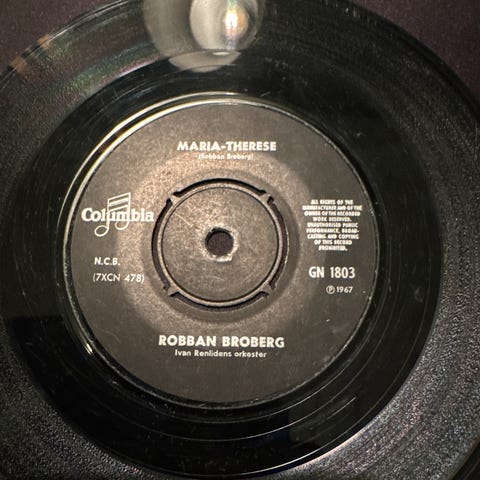 MARIA-THERESE
(Robban Broberg)
Columbia
N.C.B.
(7XCN 478)
ALL RIGHTS OF THE
MANUFACTURER AND OF THE
OWNER OF THE RECORDED
WORK RESERVED.
UNAUTHORISED PUBLIC
PERFORMANCE, BROAD-
CASTING AND COPYING
OF THIS RECORD
PROHIBITED.
GN 1803
Ⓟ 1967
ROBBAN BROBERG
Ivan Renlidens orkester